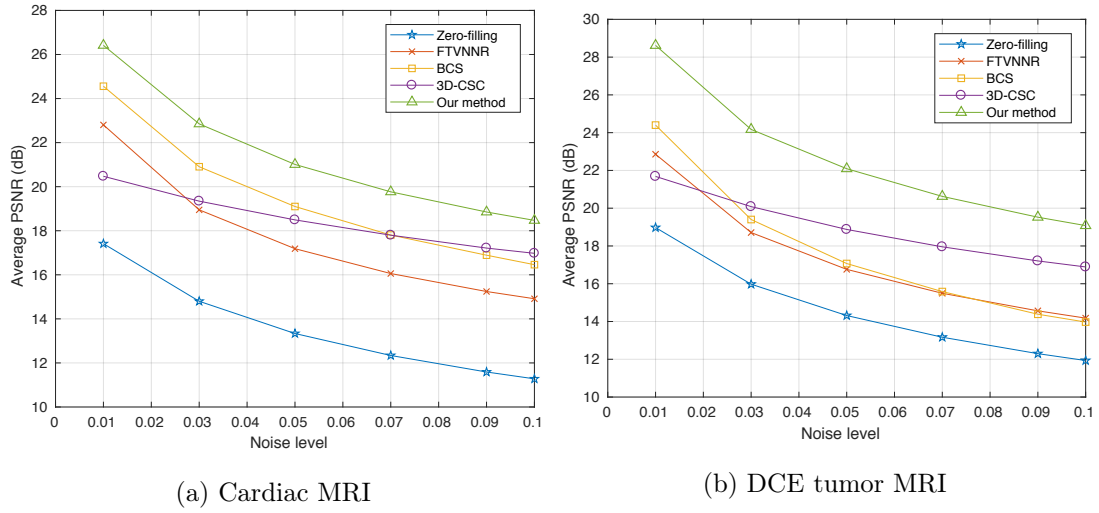 28
26
24
22
20
18
16
14
12
10
Average PSNR (dB)
0 0.01 0.02 0.03 0.04 0.05 0.06 0.07 0.08 0.09 0.1
Noise level
Zero-filling
FTVNNR
BCS
3D-CSC
Our method
(a) Cardiac MRI
30
28
26
24
22
20
18
16
14
12
10
Average PSNR (dB)
0 0.01 0.02 0.03 0.04 0.05 0.06 0.07 0.08 0.09 0.1
Noise level
Zero-filling
FTVNNR
BCS
3D-CSC
Our method
(b) DCE tumor MRI